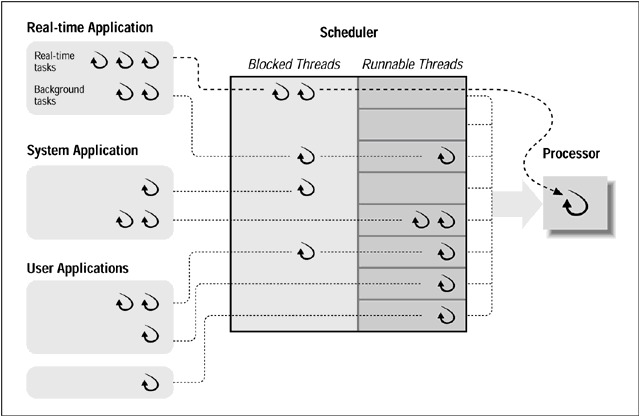 Real-time Application
Scheduler
Real-time
tasks
Background
tasks
Blocked Threads
Runnable Threads
System Application
Processor
User Applications